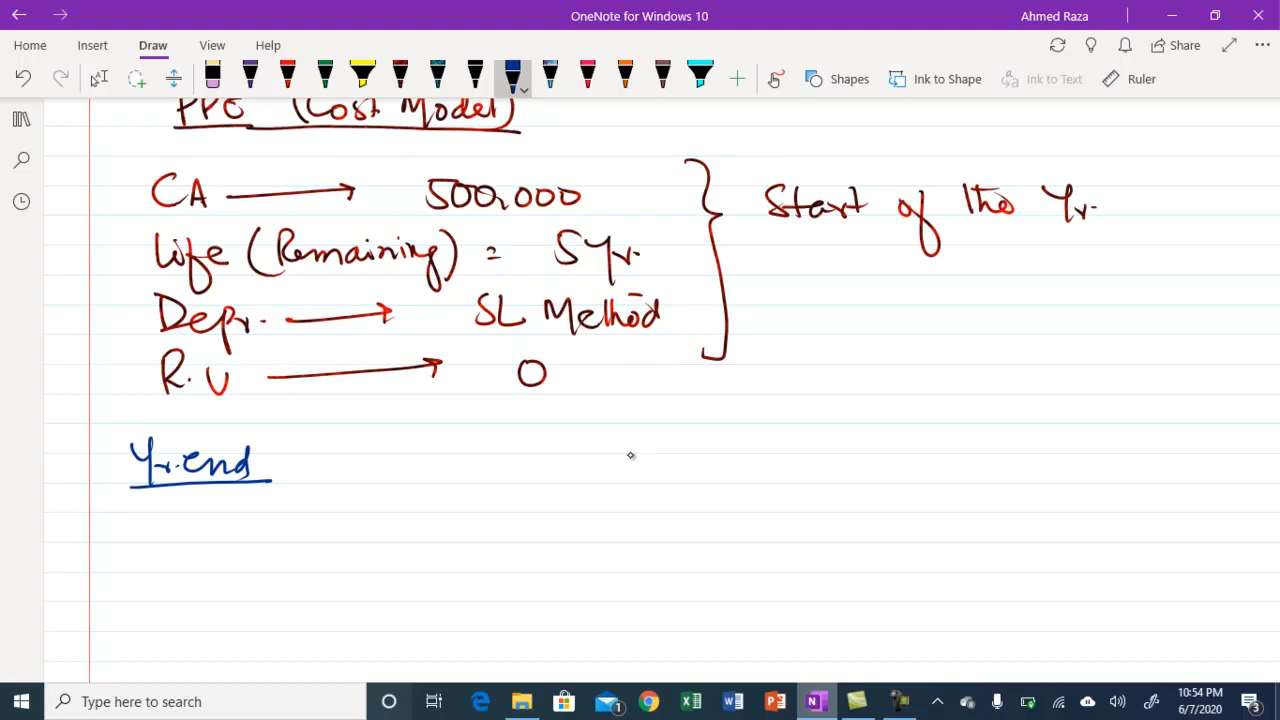 OneNote for Windows 10
Ahmed Raza
Home Insert Draw View Help
Share
Shapes Ink to Shape Ink to Text Ruler
PPE (Cost Model)
CA → 500,000
Life (Remaining) = 5 Yr.
Depr. → SL Method
R.V → 0
Start of the Yr.
Yr.end
Type here to search
1
10:54 PM
6/7/2020
3